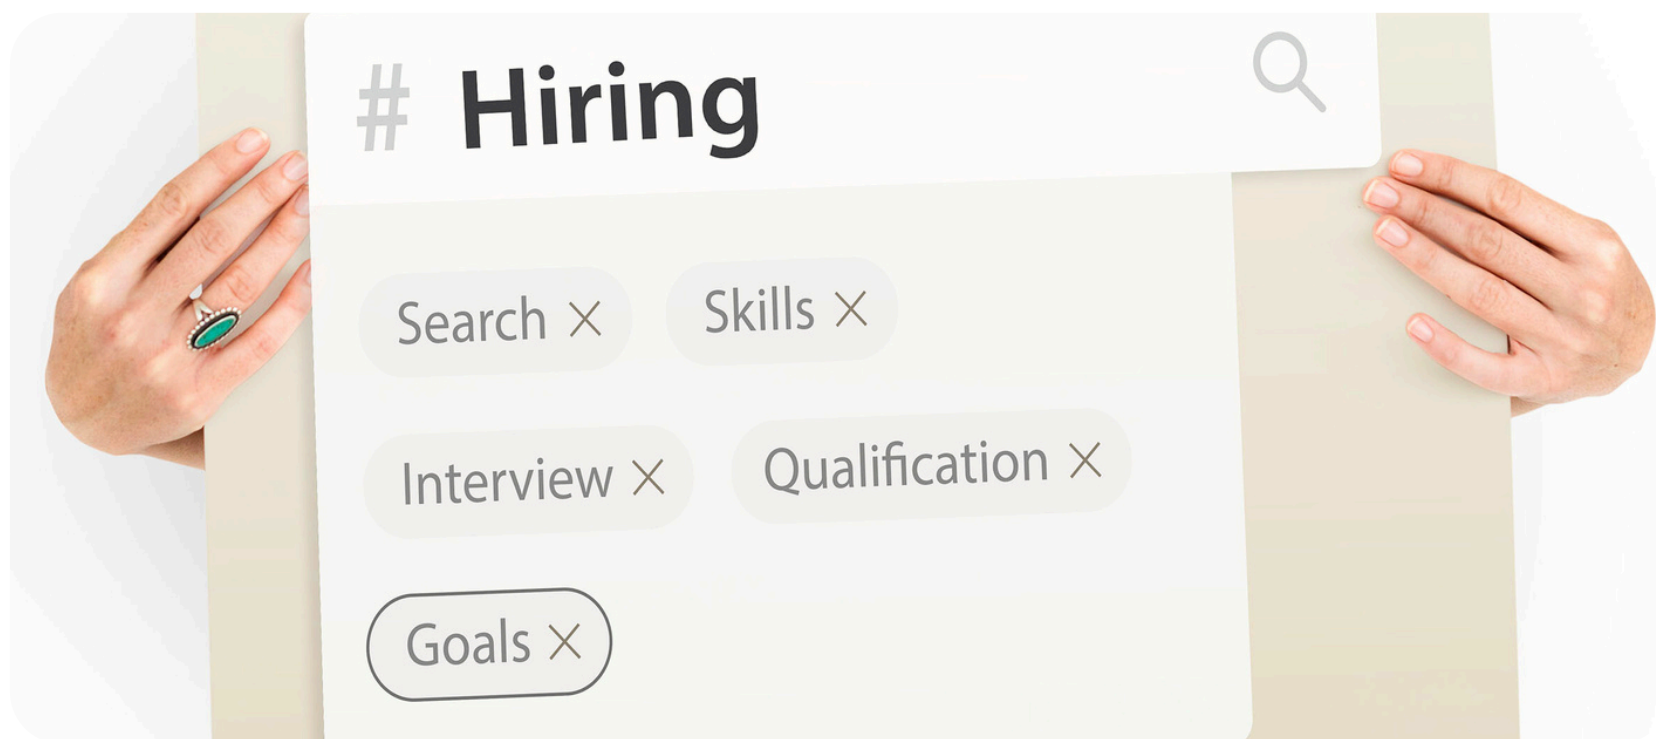 # Hiring
Search × Skills ×
Interview × Qualification ×
Goals ×